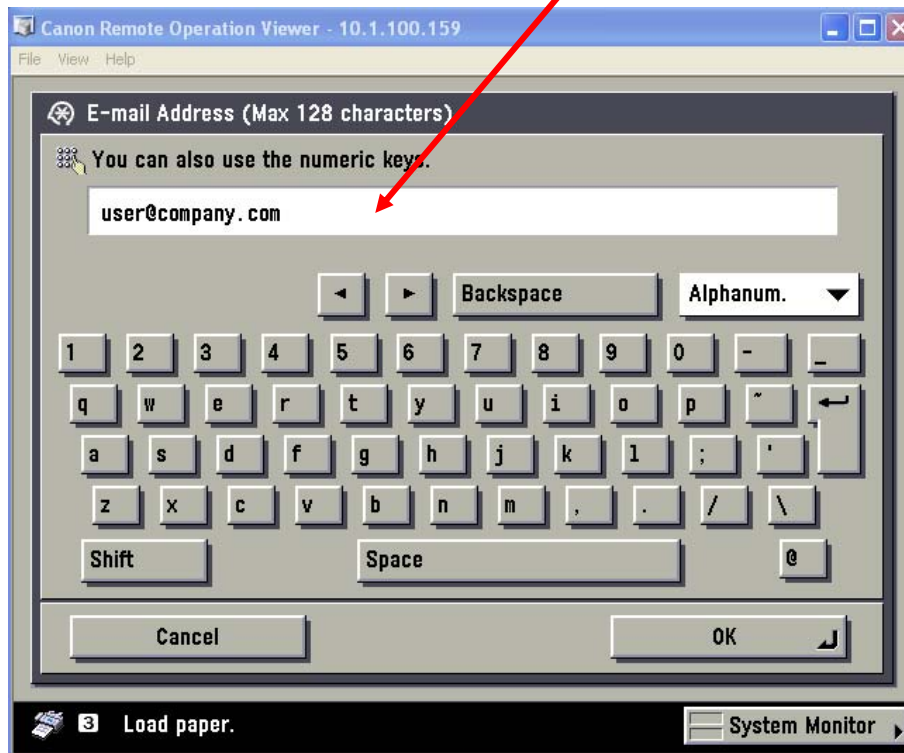 Canon Remote Operation Viewer - 10.1.100.159
File View Help
E-mail Address (Max 128 characters)
You can also use the numeric keys.
user@company.com
◄ ► Backspace Alphanum. ▼
1 2 3 4 5 6 7 8 9 0 - _
q w e r t y u i o p ~
a s d f g h j k l ; '
z x c v b n m , . / \
Shift Space @
Cancel OK
3 Load paper. System Monitor